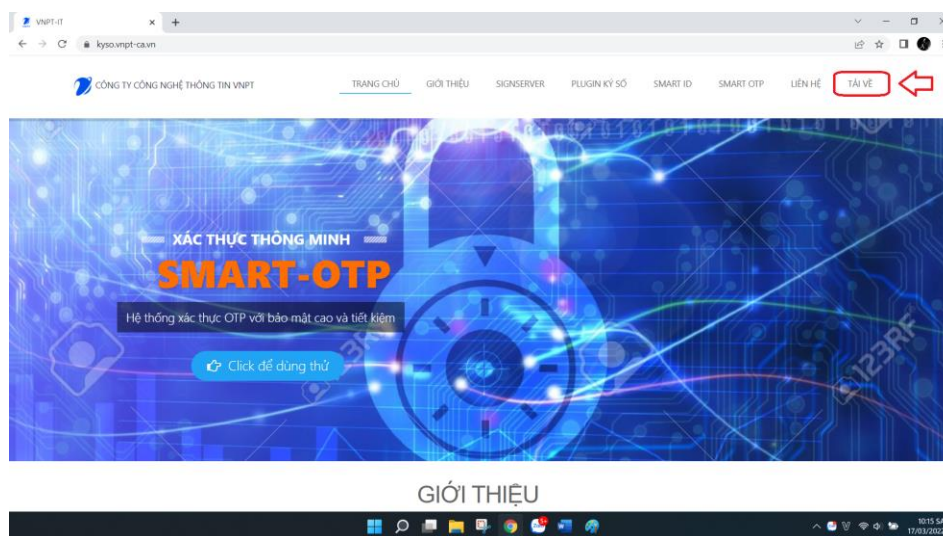 VNPT-IT
kyso.vnpt-ca.vn
CÔNG TY CÔNG NGHỆ THÔNG TIN VNPT
TRANG CHỦ GIỚI THIỆU SIGNSERVER PLUGIN KÝ SỐ SMART ID SMART OTP LIÊN HỆ TẢI VỀ
XÁC THỰC THÔNG MINH
SMART-OTP
Hệ thống xác thực OTP với bảo mật cao và tiết kiệm
Click để dùng thử
123RF
123RF
GIỚI THIỆU
10:15
17/03/202